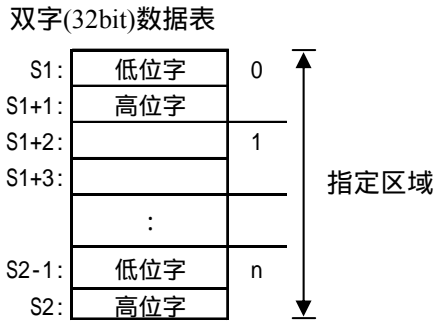 双字(32bit)数据表
S1: 低位字 0
S1+1: 高位字
S1+2: 1
S1+3:
指定区域
:
S2-1: 低位字 n
S2: 高位字